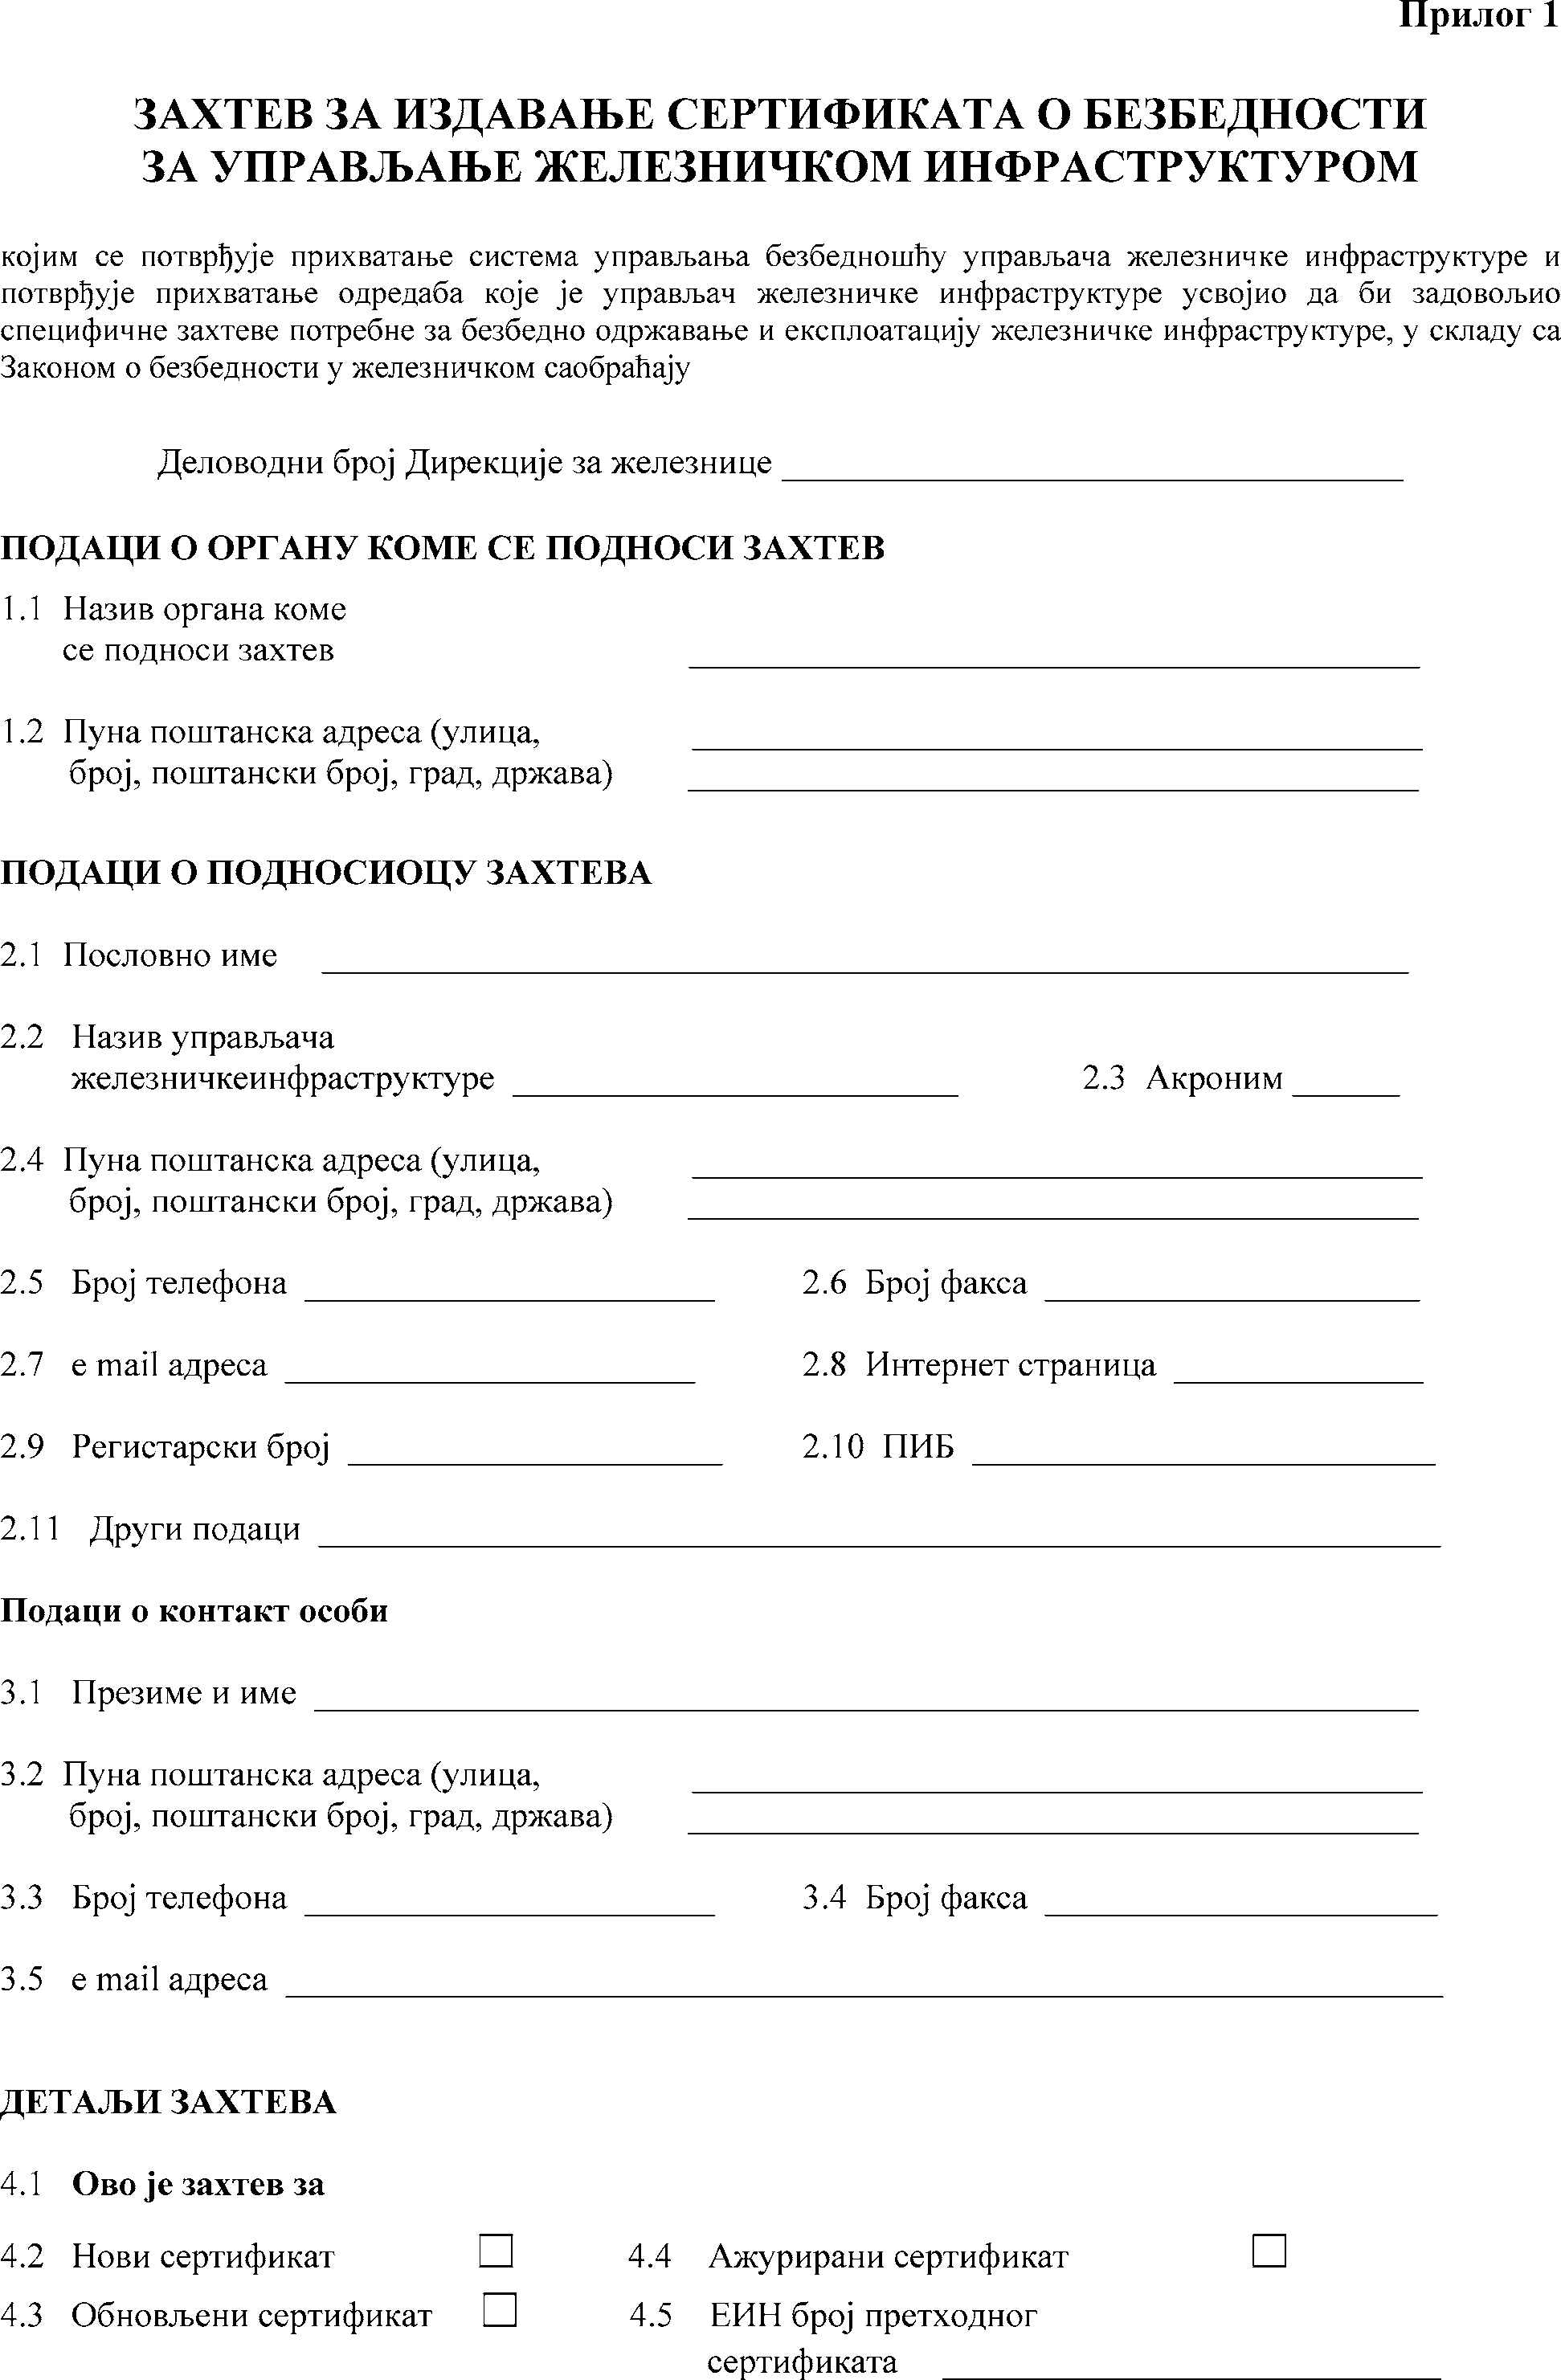 Прилог 1
ЗАХТЕВ ЗА ИЗДАВАЊЕ СЕРТИФИКАТА О БЕЗБЕДНОСТИ
ЗА УПРАВЉАЊЕ ЖЕЛЕЗНИЧКОМ ИНФРАСТРУКТУРОМ
којим се потврђује прихватање система управљања безбедношћу управљача железничке инфраструктуре и
потврђује прихватање одредаба које је управљач железничке инфраструктуре усвојио да би задовољио
специфичне захтеве потребне за безбедно одржавање и експлоатацију железничке инфраструктуре, у складу са
Законом о безбедности у железничком саобраћају
Деловодни број Дирекције за железнице
ПОДАЦИ О ОРГАНУ КОМЕ СЕ ПОДНОСИ ЗАХТЕВ
1.1 Назив органа коме
се подноси захтев
1.2 Пуна поштанска адреса (улица,
број, поштански број, град, држава)
ПОДАЦИ О ПОДНОСИОЦУ ЗАХТЕВА
2.1 Пословно име
2.2 Назив управљача
железничкеинфраструктуре 2.3 Акроним
2.4 Пуна поштанска адреса (улица,
број, поштански број, град, држава)
2.5 Број телефона 2.6 Број факса
2.7 e mail адреса 2.8 Интернет страница
2.9 Регистарски број 2.10 ПИБ
2.11 Други подаци
Подаци о контакт особи
3.1 Презиме и име
3.2 Пуна поштанска адреса (улица,
број, поштански број, град, држава)
3.3 Број телефона 3.4 Број факса
3.5 e mail адреса
ДЕТАЉИ ЗАХТЕВА
4.1 Ово је захтев за
4.2 Нови сертификат 4.4 Ажурирани сертификат
4.3 Обновљени сертификат 4.5 ЕИН број претходног
сертификата